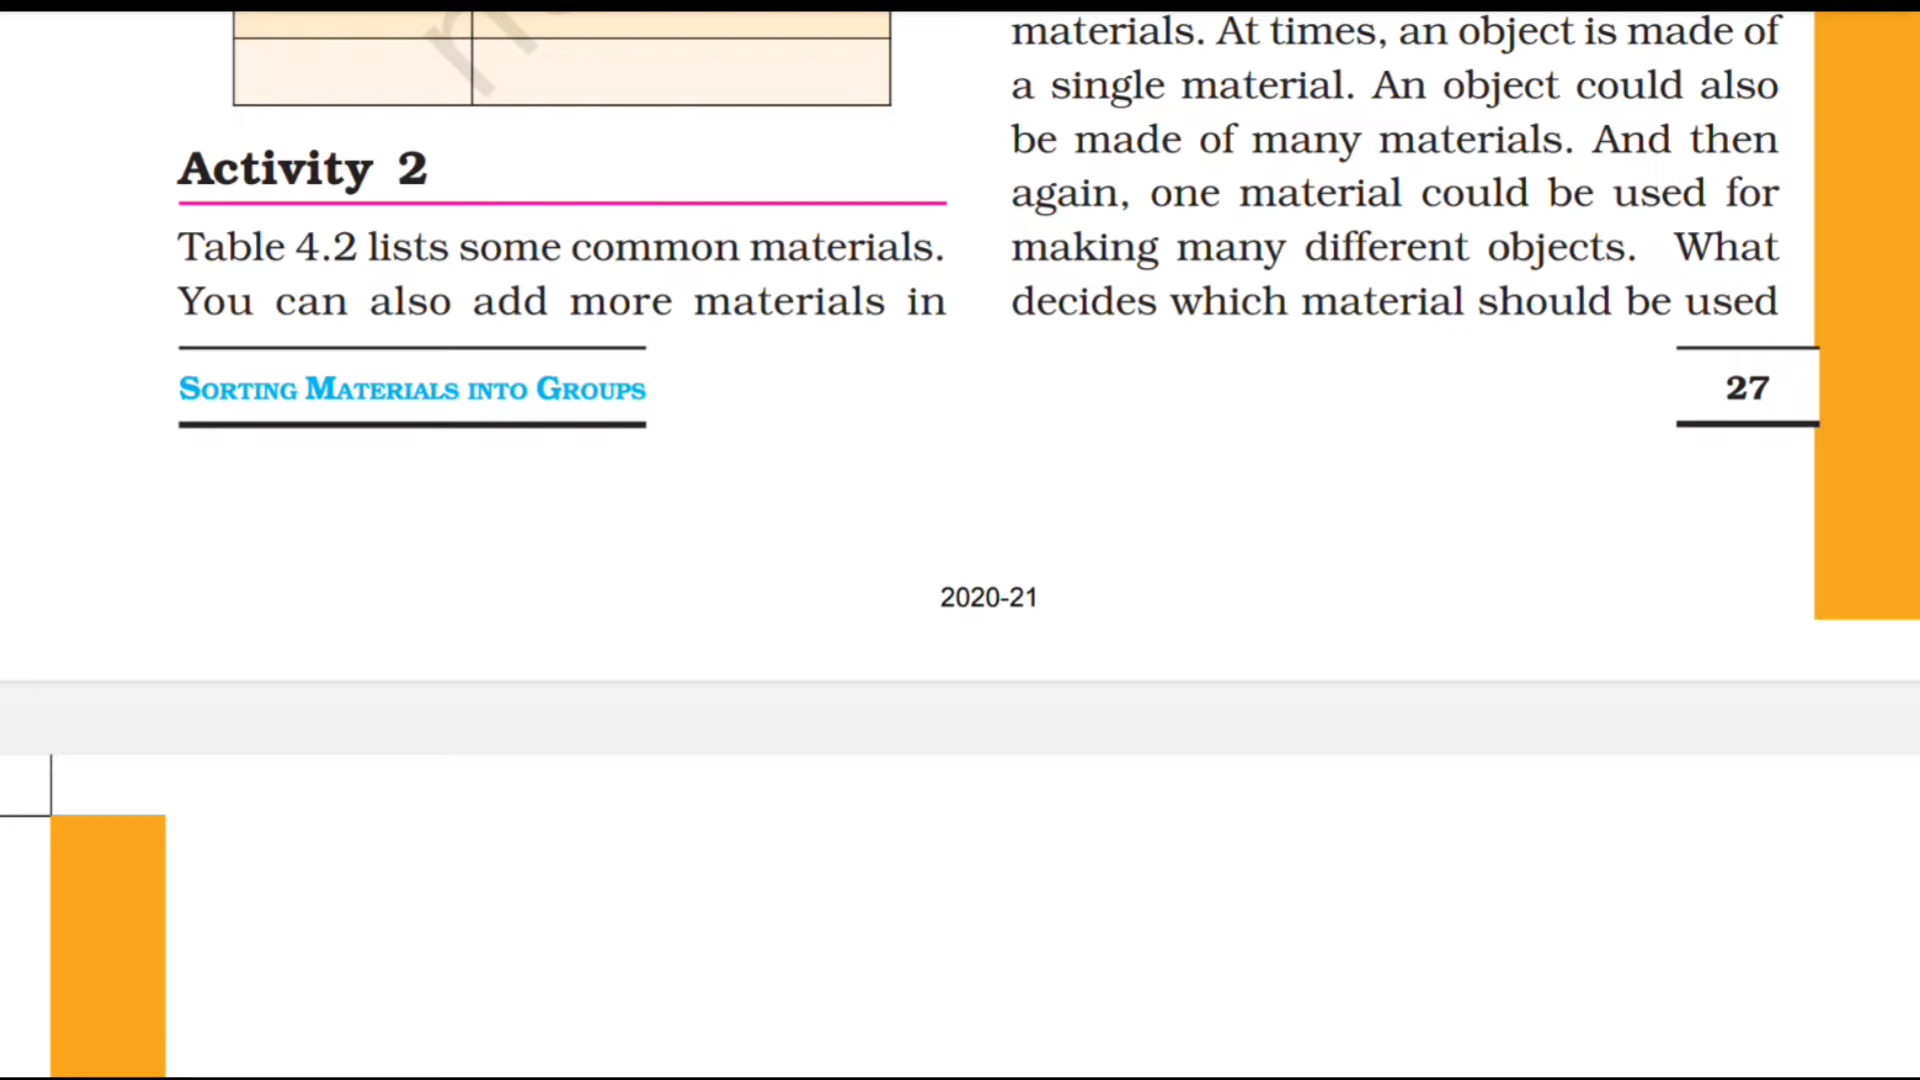 Activity 2
Table 4.2 lists some common materials.
You can also add more materials in
materials. At times, an object is made of
a single material. An object could also
be made of many materials. And then
again, one material could be used for
making many different objects. What
decides which material should be used
SORTING MATERIALS INTO GROUPS
27
2020-21